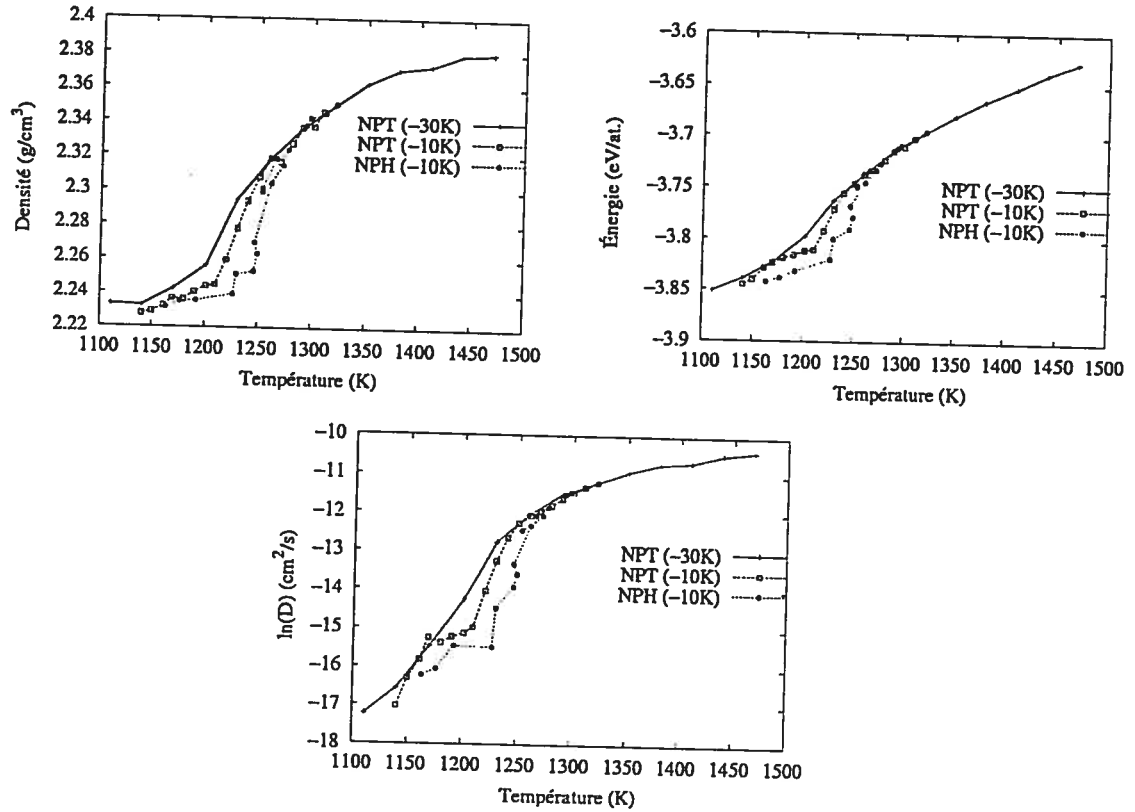 2.4
2.38
2.36
2.34
2.32
2.3
2.28
2.26
2.24
2.22
Densité (g/cm³)
NPT (−30K)
NPT (−10K)
NPH (−10K)
1100 1150 1200 1250 1300 1350 1400 1450 1500
Température (K)
−3.6
−3.65
−3.7
−3.75
−3.8
−3.85
−3.9
Énergie (eV/at.)
NPT (−30K)
NPT (−10K)
NPH (−10K)
1100 1150 1200 1250 1300 1350 1400 1450 1500
Température (K)
−10
−11
−12
−13
−14
−15
−16
−17
−18
ln(D) (cm²/s)
NPT (−30K)
NPT (−10K)
NPH (−10K)
1100 1150 1200 1250 1300 1350 1400 1450 1500
Température (K)